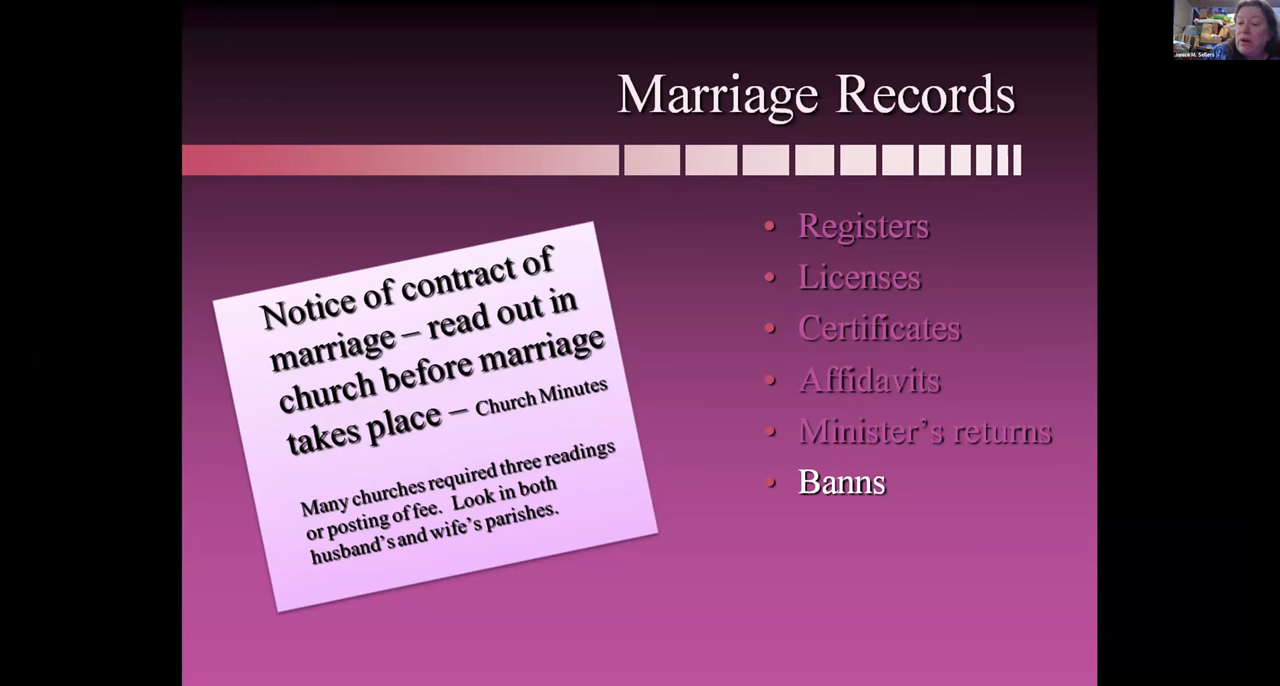 Janice M. Sellers
Marriage Records
Notice of contract of
marriage – read out in
church before marriage
takes place – Church Minutes
Many churches required three readings
or posting of fee. Look in both
husband's and wife's parishes.
• Registers
• Licenses
• Certificates
• Affidavits
• Minister's returns
• Banns